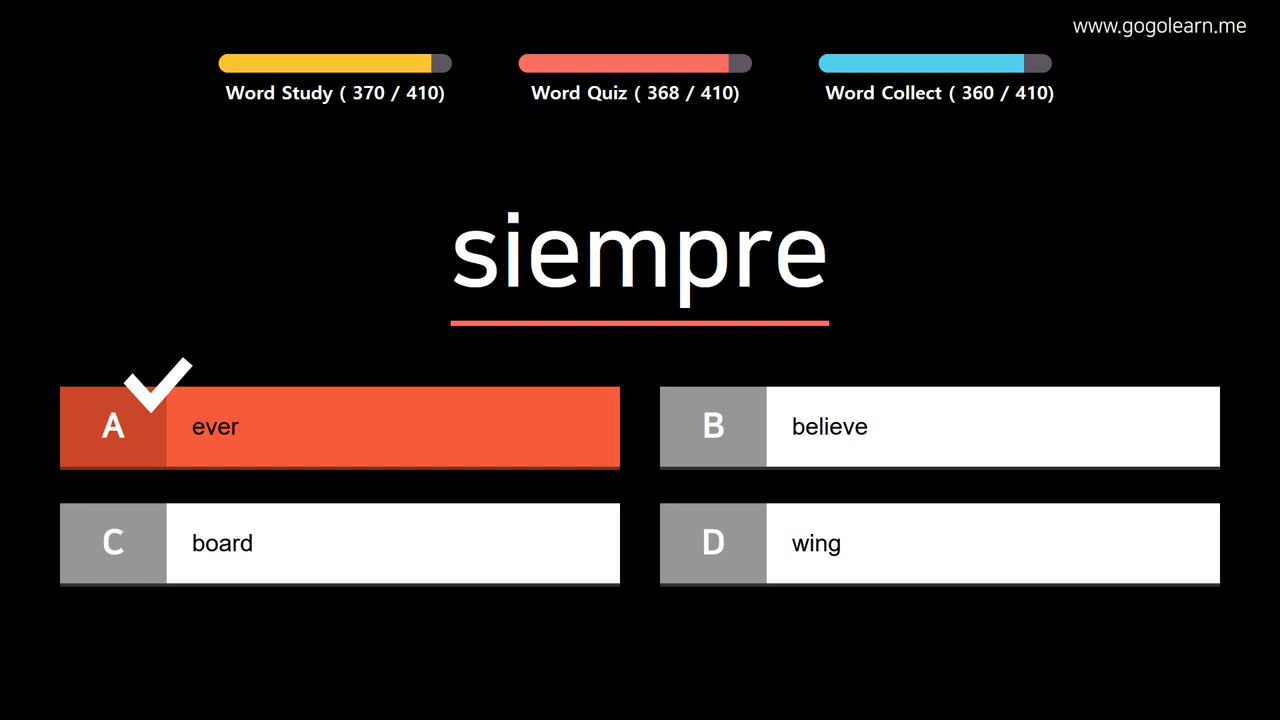 www.gogolearn.me
Word Study ( 370 / 410)
Word Quiz ( 368 / 410)
Word Collect ( 360 / 410)
siempre
A ever
B believe
C board
D wing